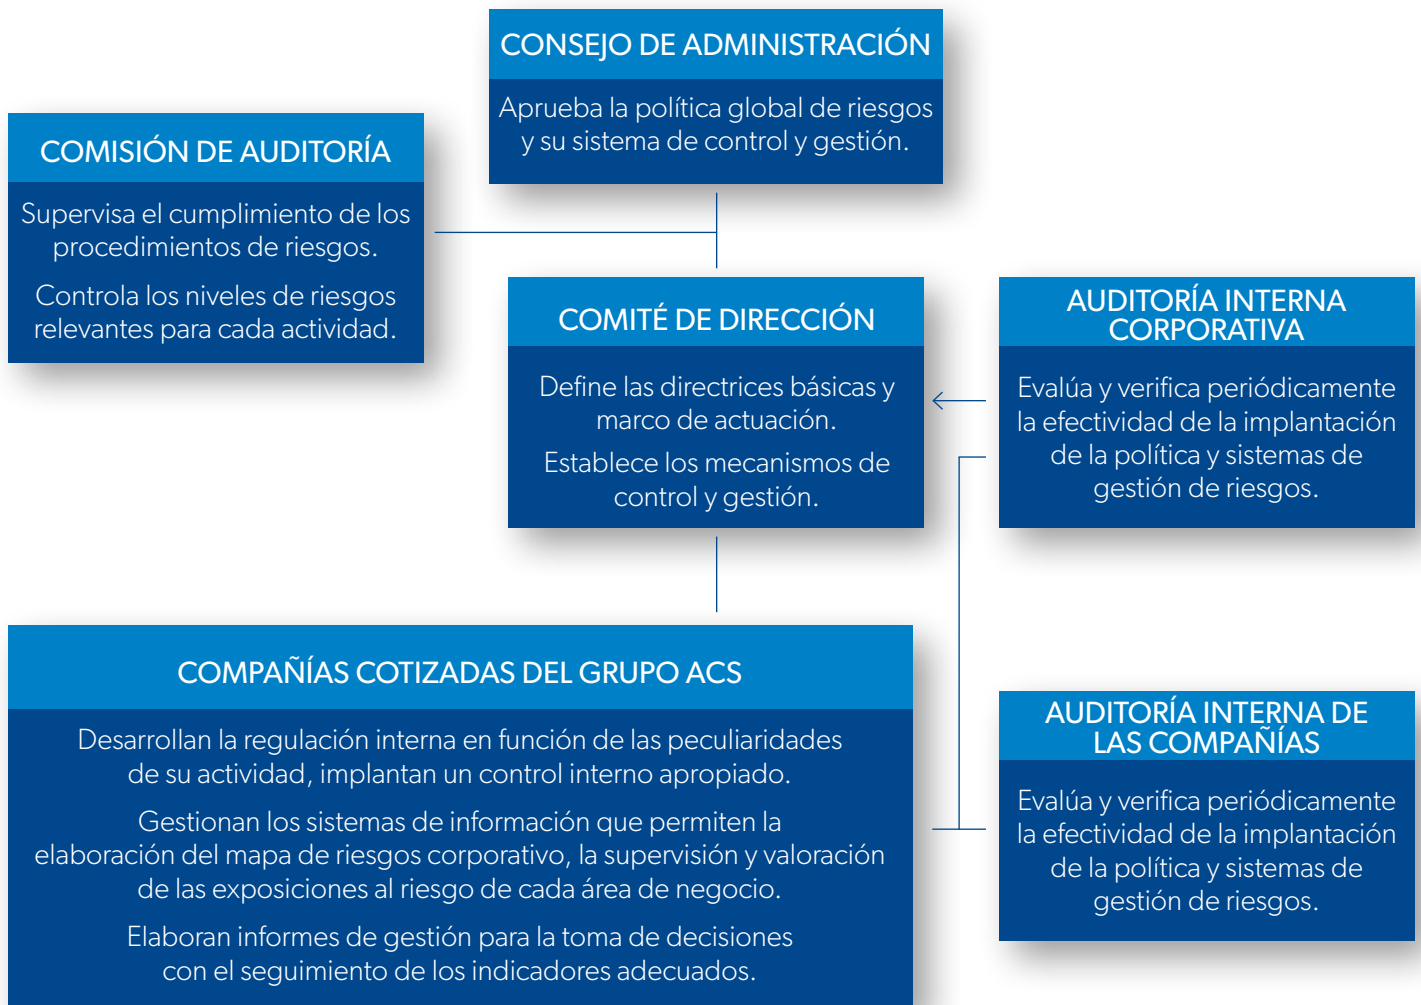 CONSEJO DE ADMINISTRACIÓN
Aprueba la política global de riesgos
y su sistema de control y gestión.
COMISIÓN DE AUDITORÍA
Supervisa el cumplimiento de los
procedimientos de riesgos.
Controla los niveles de riesgos
relevantes para cada actividad.
COMITÉ DE DIRECCIÓN
Define las directrices básicas y
marco de actuación.
Establece los mecanismos de
control y gestión.
AUDITORÍA INTERNA
CORPORATIVA
Evalúa y verifica periódicamente
la efectividad de la implantación
de la política y sistemas de
gestión de riesgos.
COMPAÑÍAS COTIZADAS DEL GRUPO ACS
Desarrollan la regulación interna en función de las peculiaridades
de su actividad, implantan un control interno apropiado.
Gestionan los sistemas de información que permiten la
elaboración del mapa de riesgos corporativo, la supervisión y valoración
de las exposiciones al riesgo de cada área de negocio.
Elaboran informes de gestión para la toma de decisiones
con el seguimiento de los indicadores adecuados.
AUDITORÍA INTERNA DE
LAS COMPAÑÍAS
Evalúa y verifica periódicamente
la efectividad de la implantación
de la política y sistemas de
gestión de riesgos.